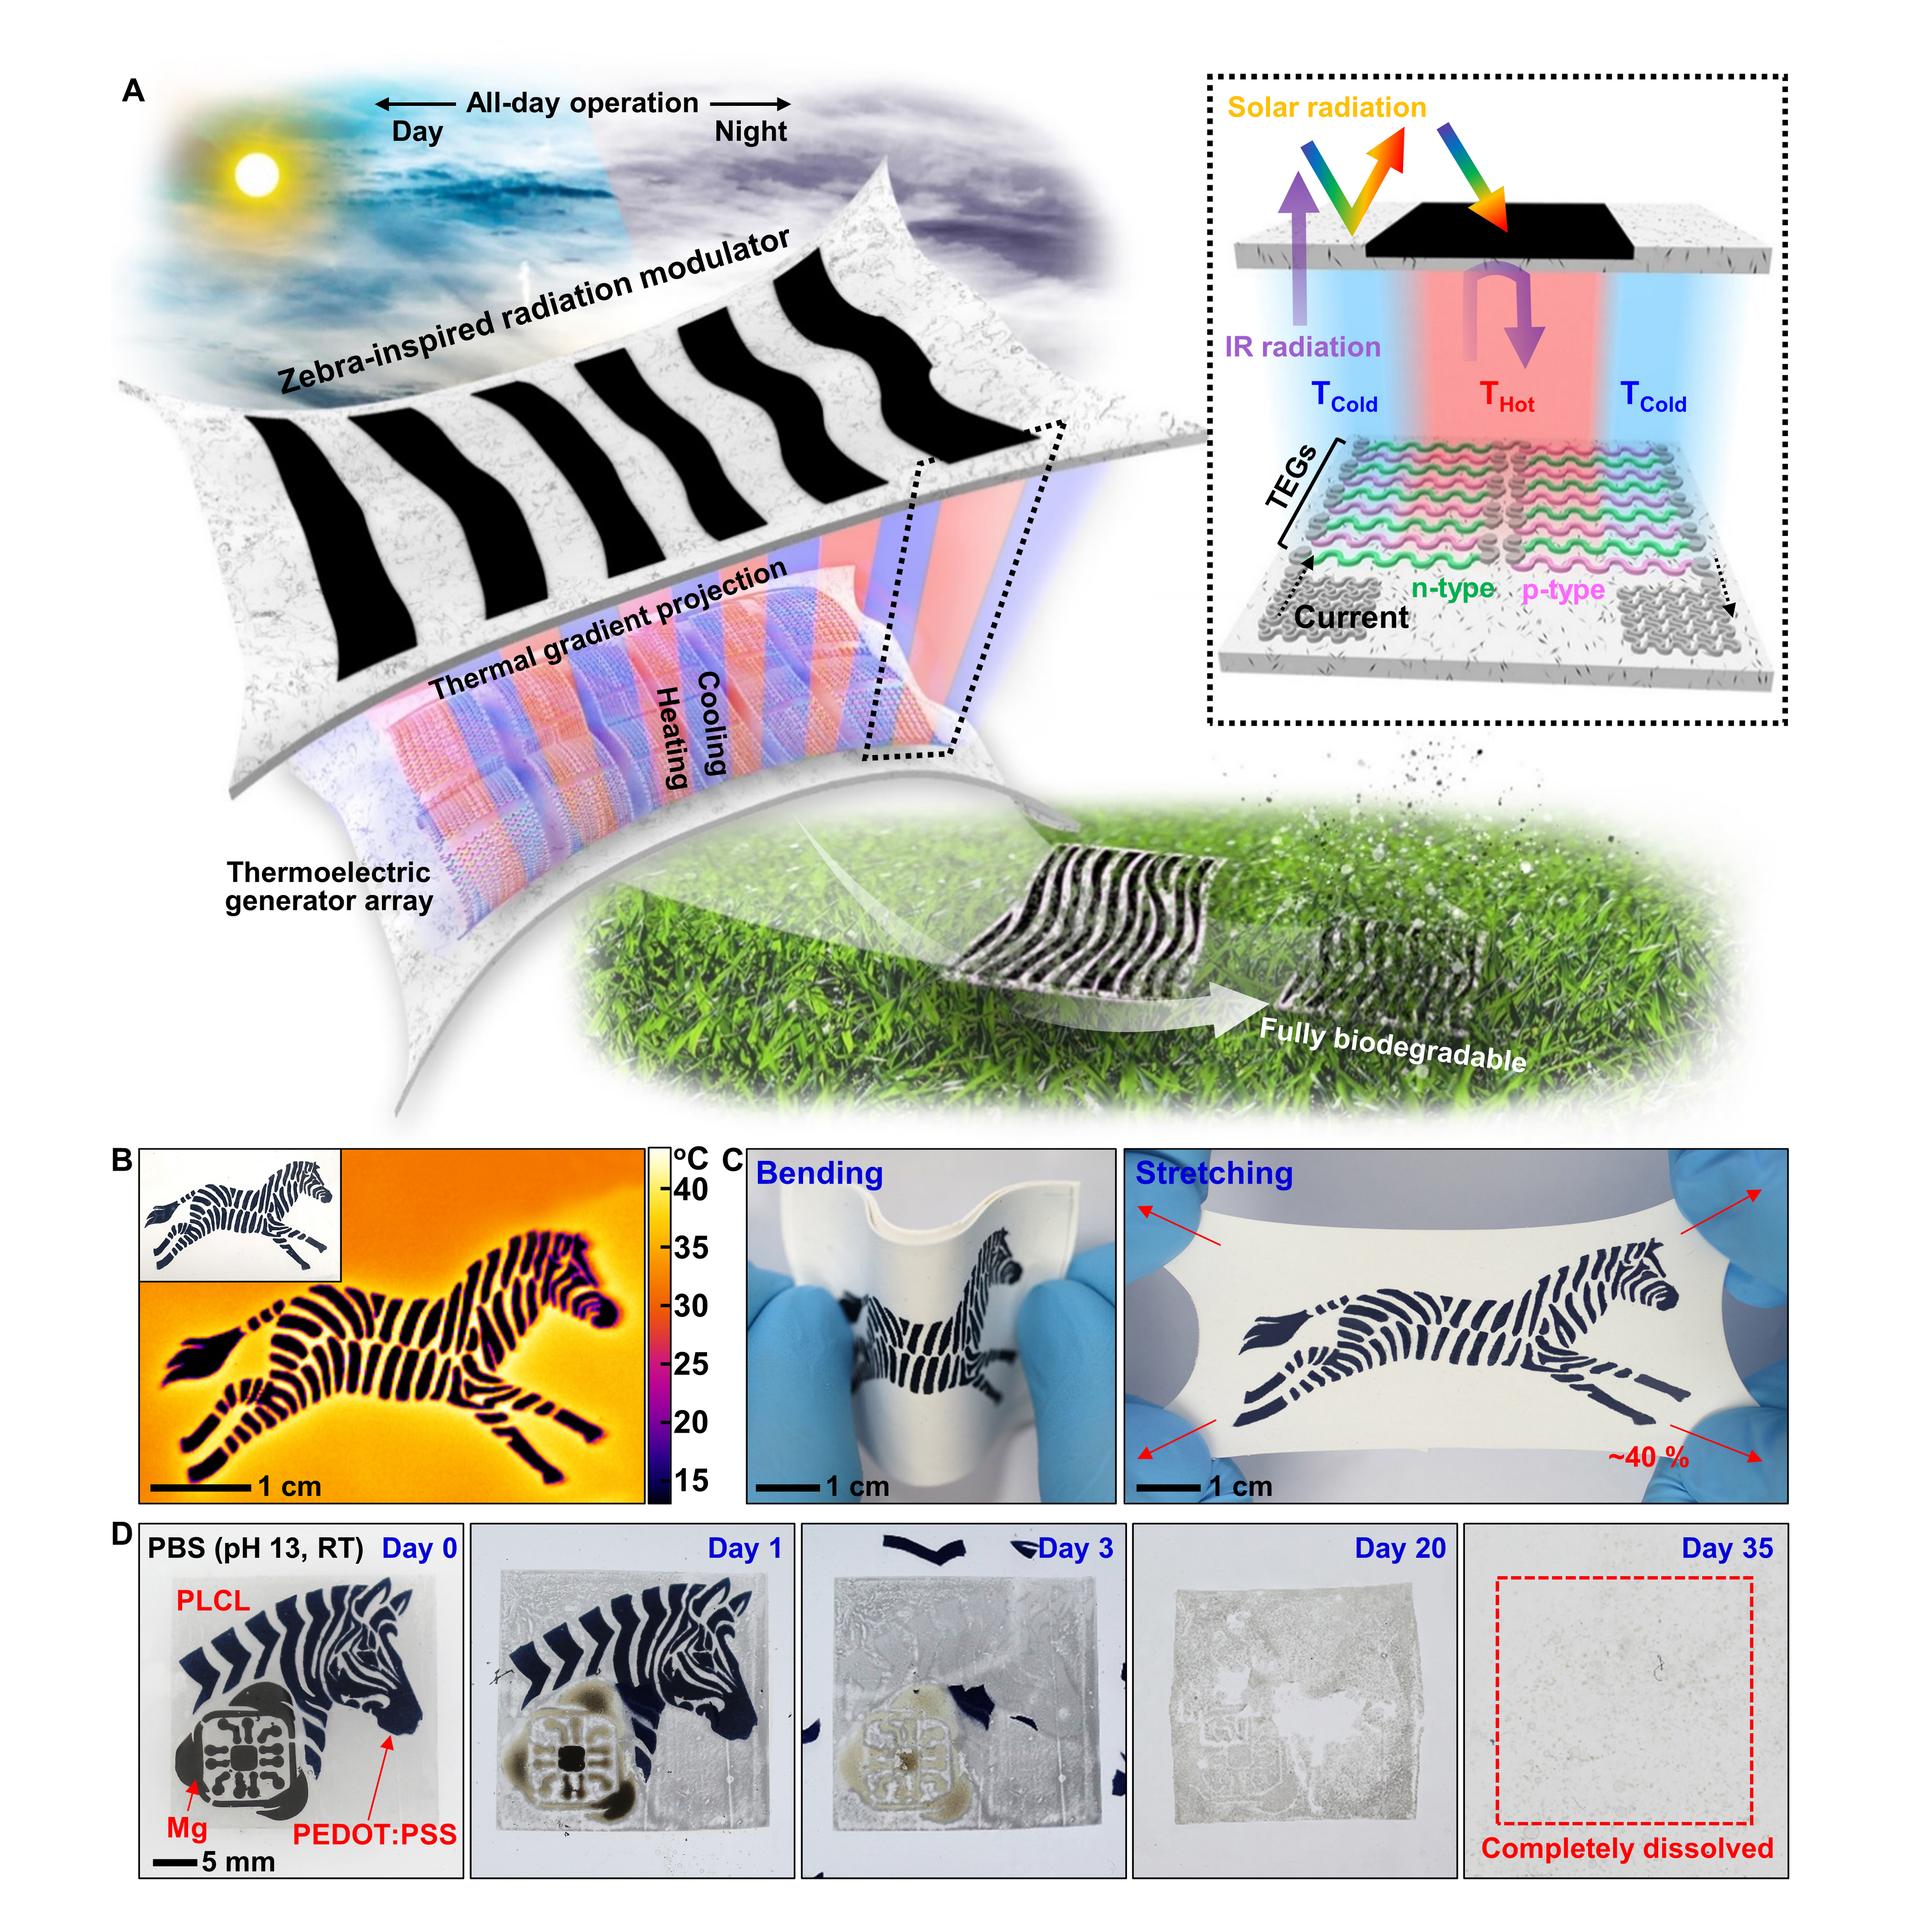 A
All-day operation
Day
Night
Zebra-inspired radiation modulator
Thermal gradient projection
Cooling
Heating
Thermoelectric
generator array
Fully biodegradable
Solar radiation
IR radiation
TCold
THot
TCold
TEGs
n-type
p-type
Current
B
1 cm
oC
40
35
30
25
20
15
C
Bending
1 cm
Stretching
~40 %
1 cm
D
PBS (pH 13, RT)
Day 0
PLCL
Mg
PEDOT:PSS
5 mm
Day 1
Day 3
Day 20
Day 35
Completely dissolved